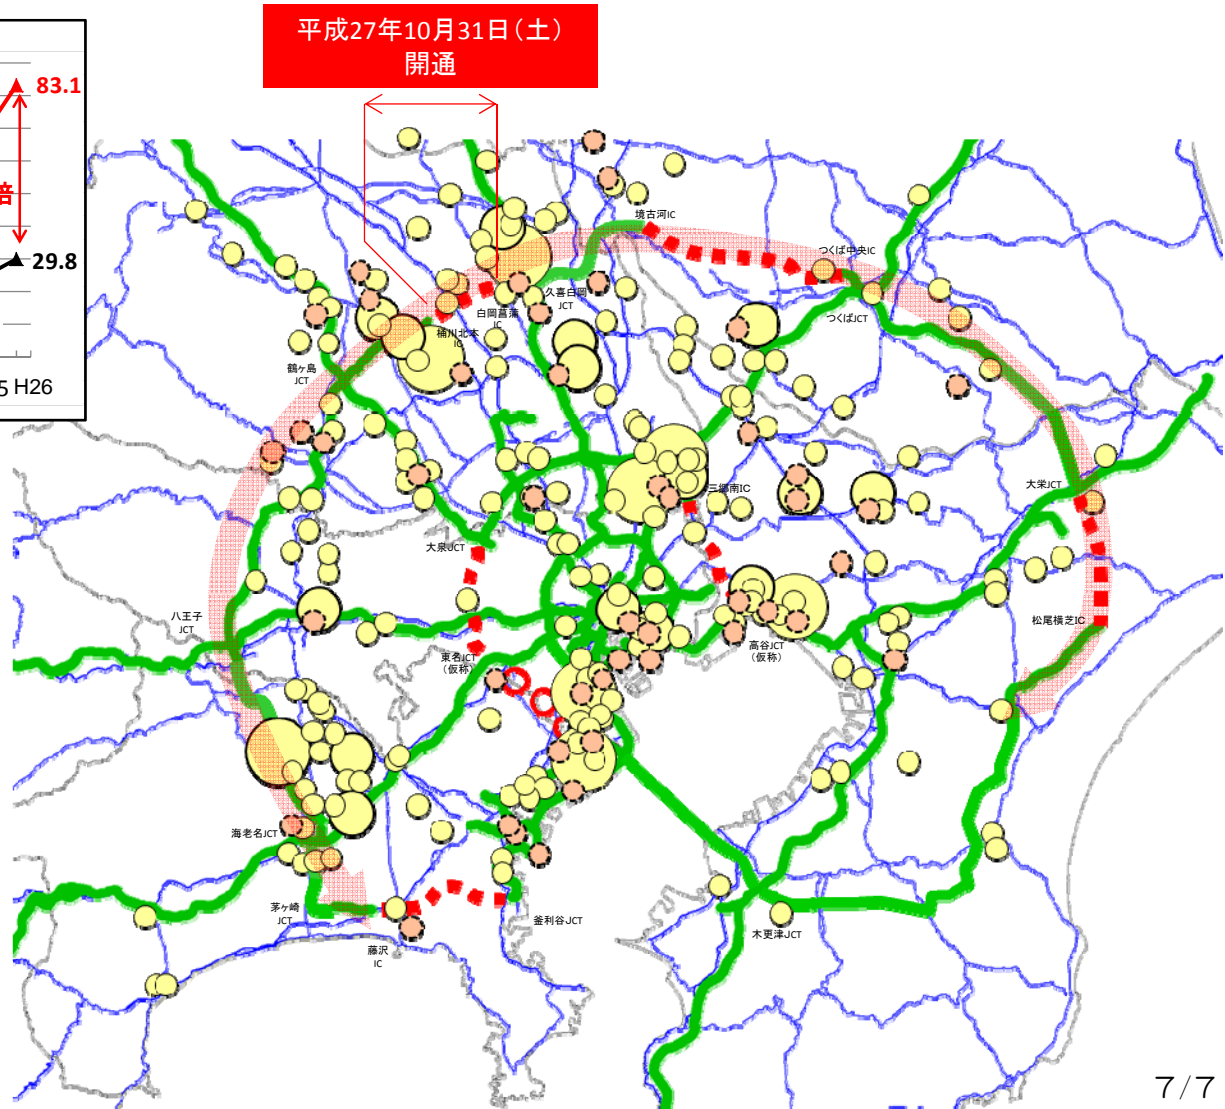 平成27年10月31日(土)
開通
83.1
倍
29.8
5 H26
境古河IC
つくば中央IC
久喜白岡
JCT
白岡菖蒲
IC
桶川北本
IC
つくばJCT
鶴ヶ島
JCT
三郷南IC
大栄JCT
大泉JCT
八王子
JCT
松尾横芝IC
東名JCT
(仮称)
高谷JCT
(仮称)
海老名JCT
茅ヶ崎
JCT
釜利谷JCT
藤沢
IC
木更津JCT
7/7